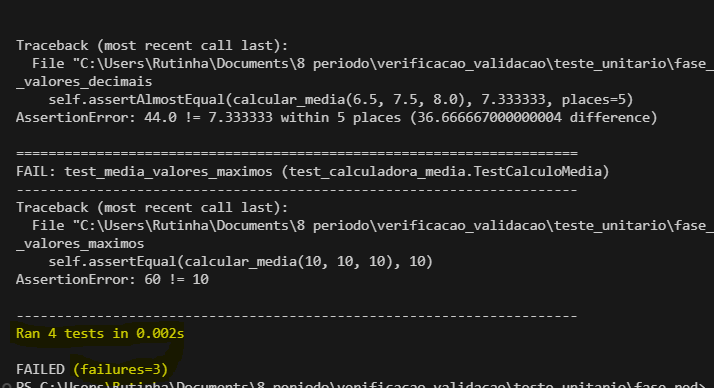 Traceback (most recent call last):
  File "C:\Users\Rutinha\Documents\8 periodo\verificacao_validacao\teste_unitario\fase_
_valores_decimais
    self.assertAlmostEqual(calcular_media(6.5, 7.5, 8.0), 7.333333, places=5)
AssertionError: 44.0 != 7.333333 within 5 places (36.666667000000004 difference)

======================================================================
FAIL: test_media_valores_maximos (test_calculadora_media.TestCalculoMedia)
----------------------------------------------------------------------
Traceback (most recent call last):
  File "C:\Users\Rutinha\Documents\8 periodo\verificacao_validacao\teste_unitario\fase_
_valores_maximos
    self.assertEqual(calcular_media(10, 10, 10), 10)
AssertionError: 60 != 10

----------------------------------------------------------------------
Ran 4 tests in 0.002s

FAILED (failures=3)
PS C:\Users\Rutinha\Documents\8 periodo\verificacao_validacao\teste_unitario\fase_red>